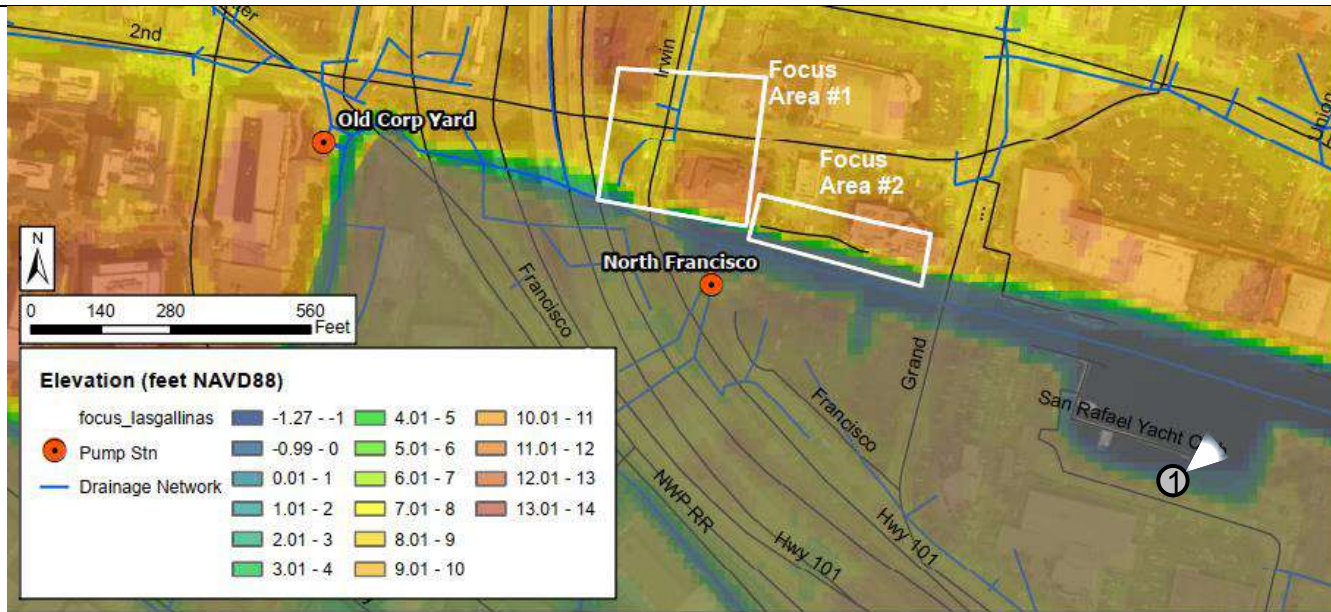 2nd
Irwin
Focus
Area #1
Old Corp Yard
Focus
Area #2
Union
N
North Francisco
0 140 280 560
Feet
Francisco
Grand
Elevation (feet NAVD88)
focus_lasgallinas
Pump Stn
Drainage Network
-1.27 - -1
-0.99 - 0
0.01 - 1
1.01 - 2
2.01 - 3
3.01 - 4
4.01 - 5
5.01 - 6
6.01 - 7
7.01 - 8
8.01 - 9
9.01 - 10
10.01 - 11
11.01 - 12
12.01 - 13
13.01 - 14
Francisco
San Rafael Yacht
1
NWP RR
Hwy 101
Hwy 101